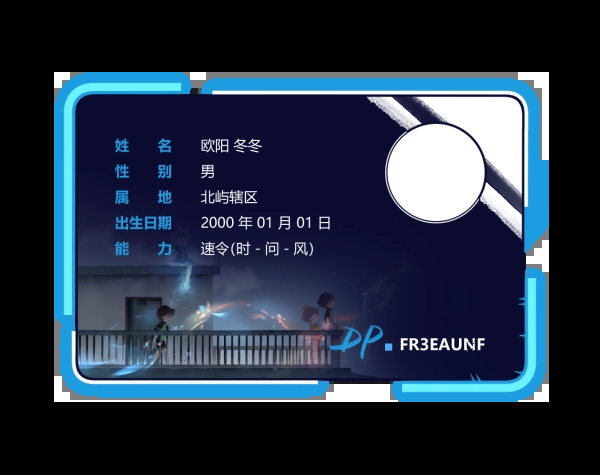 姓 名 欧阳 冬冬
性 别 男
属 地 北屿辖区
出生日期 2000 年 01 月 01 日
能 力 速令(时 - 问 - 风)
DP. FR3EAUNF